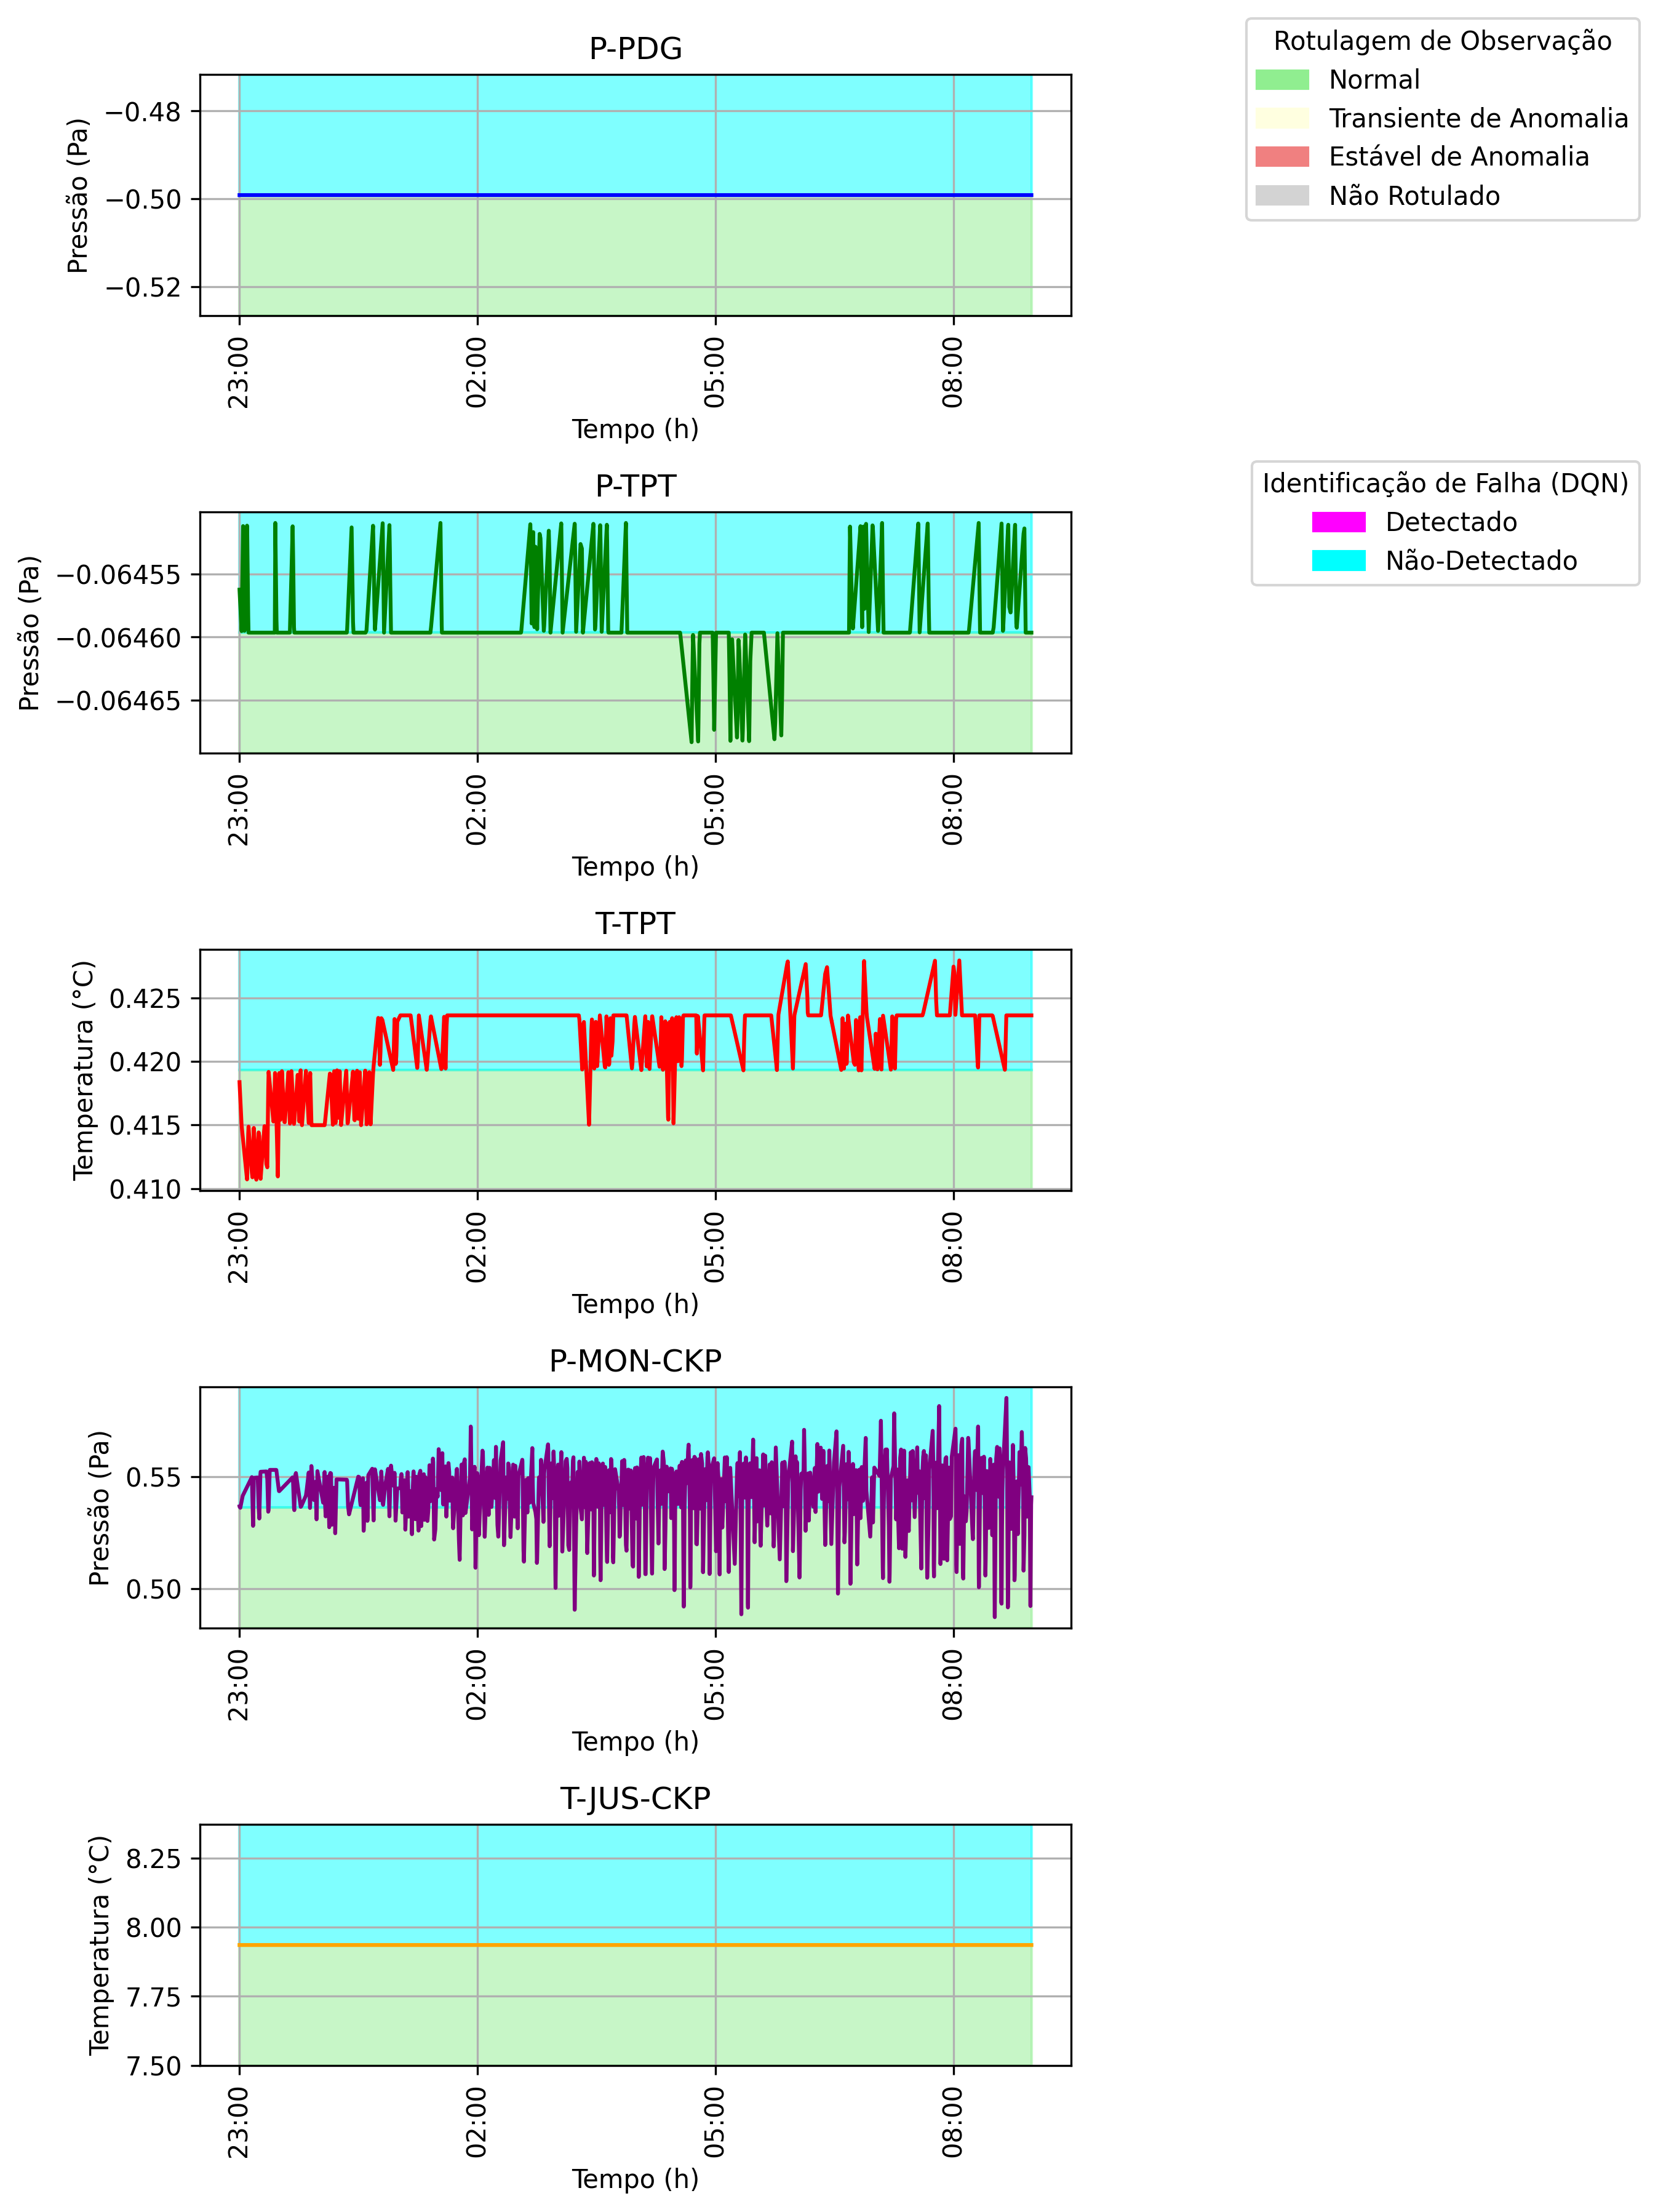 P-PDG
Pressão (Pa)
−0.48
−0.50
−0.52
23:00
02:00
05:00
08:00
Tempo (h)
Rotulagem de Observação
Normal
Transiente de Anomalia
Estável de Anomalia
Não Rotulado
P-TPT
Pressão (Pa)
−0.06455
−0.06460
−0.06465
23:00
02:00
05:00
08:00
Tempo (h)
Identificação de Falha (DQN)
Detectado
Não-Detectado
T-TPT
Temperatura (°C)
0.425
0.420
0.415
0.410
23:00
02:00
05:00
08:00
Tempo (h)
P-MON-CKP
Pressão (Pa)
0.55
0.50
23:00
02:00
05:00
08:00
Tempo (h)
T-JUS-CKP
Temperatura (°C)
8.25
8.00
7.75
7.50
23:00
02:00
05:00
08:00
Tempo (h)